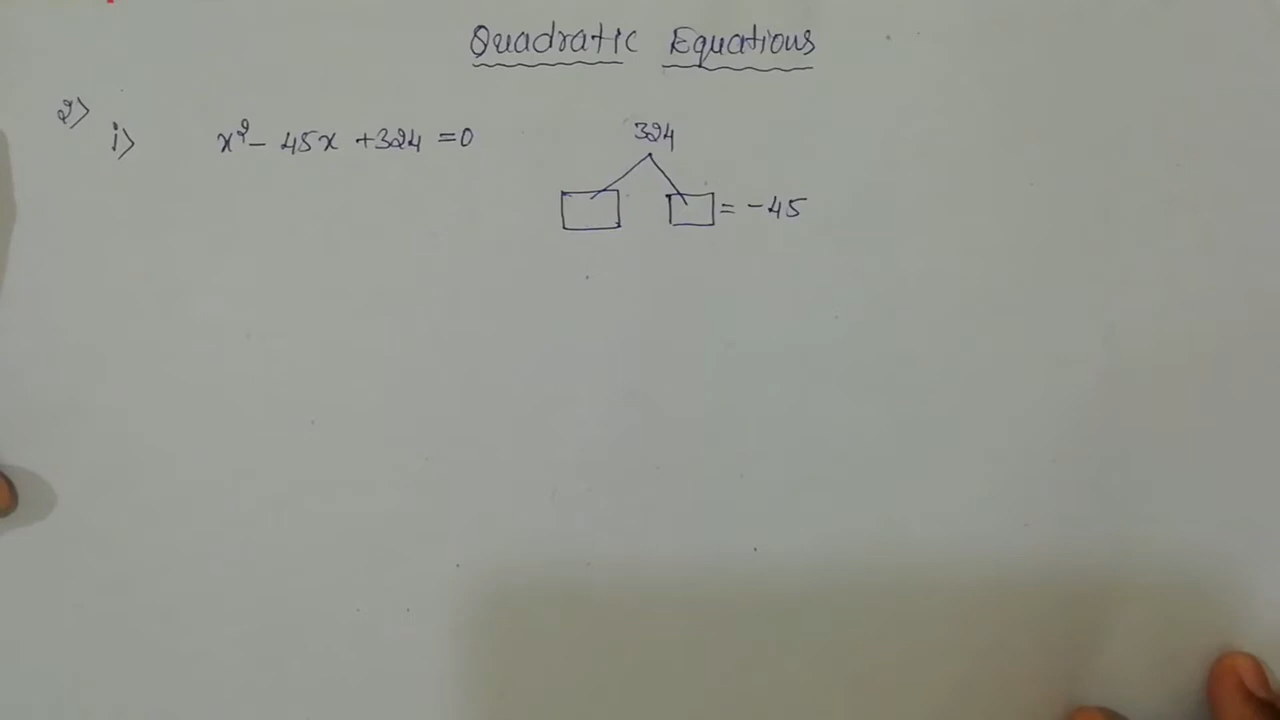 Quadratic Equations
2>
i> x² - 45x + 324 = 0
324
= -45